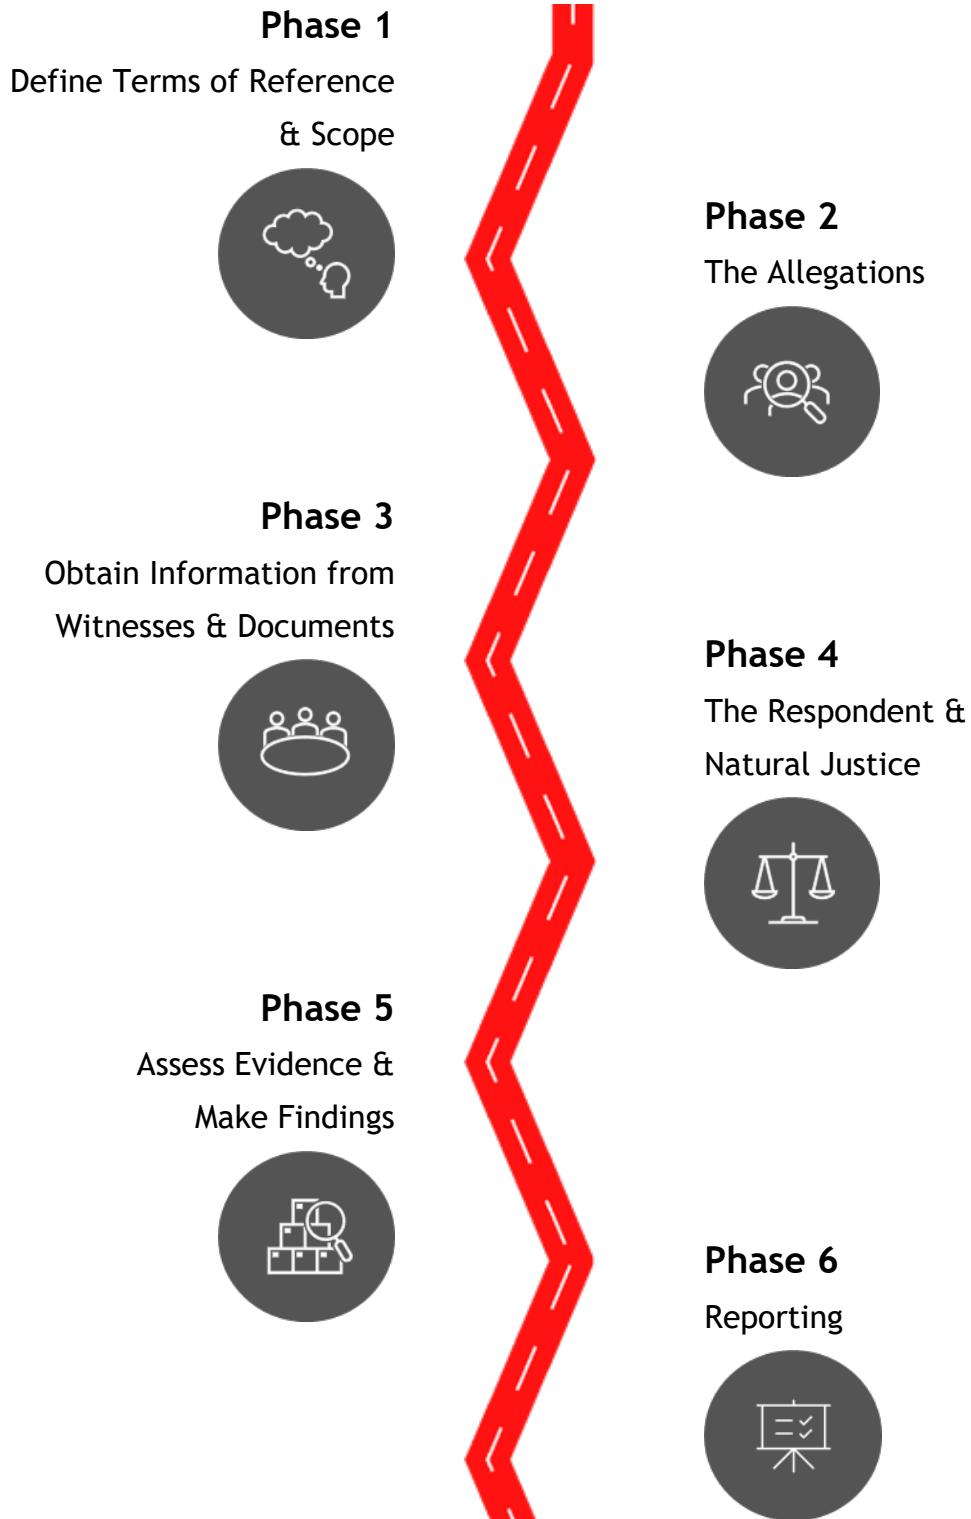 Phase 1
Define Terms of Reference
& Scope
Phase 2
The Allegations
Phase 3
Obtain Information from
Witnesses & Documents
Phase 4
The Respondent &
Natural Justice
Phase 5
Assess Evidence &
Make Findings
Phase 6
Reporting